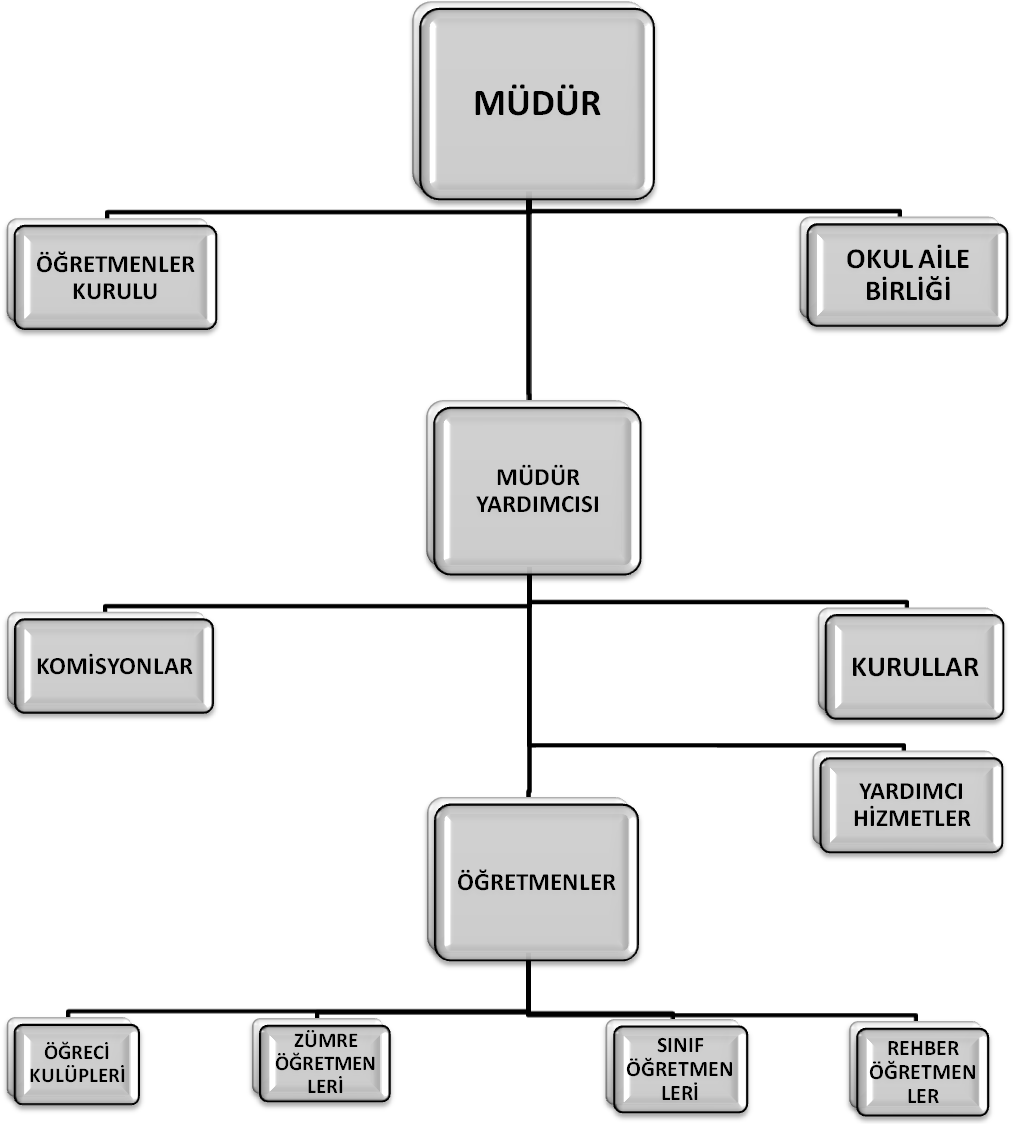 MÜDÜR
ÖĞRETMENLER
KURULU
OKUL AİLE
BİRLİĞİ
MÜDÜR
YARDIMCISI
KOMİSYONLAR
KURULLAR
YARDIMCI
HİZMETLER
ÖĞRETMENLER
ÖĞRECİ
KULÜPLERİ
ZÜMRE
ÖĞRETMEN
LERİ
SINIF
ÖĞRETMEN
LERİ
REHBER
ÖĞRETMEN
LER